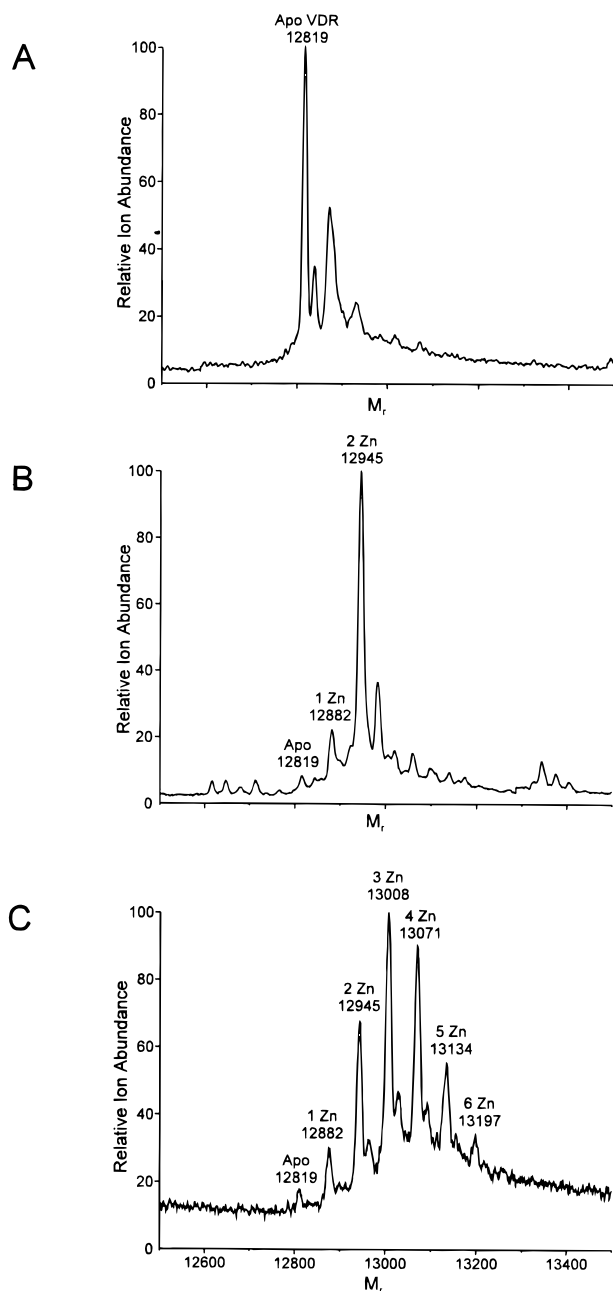 A
Apo VDR
12819
100
80
60
40
20
0
Relative Ion Abundance
Mr
B
2 Zn
12945
100
80
60
40
20
0
1 Zn
12882
Apo
12819
Relative Ion Abundance
Mr
C
3 Zn
13008
4 Zn
13071
2 Zn
12945
5 Zn
13134
6 Zn
13197
1 Zn
12882
Apo
12819
100
80
60
40
20
0
Relative Ion Abundance
12600 12800 13000 13200 13400
Mr